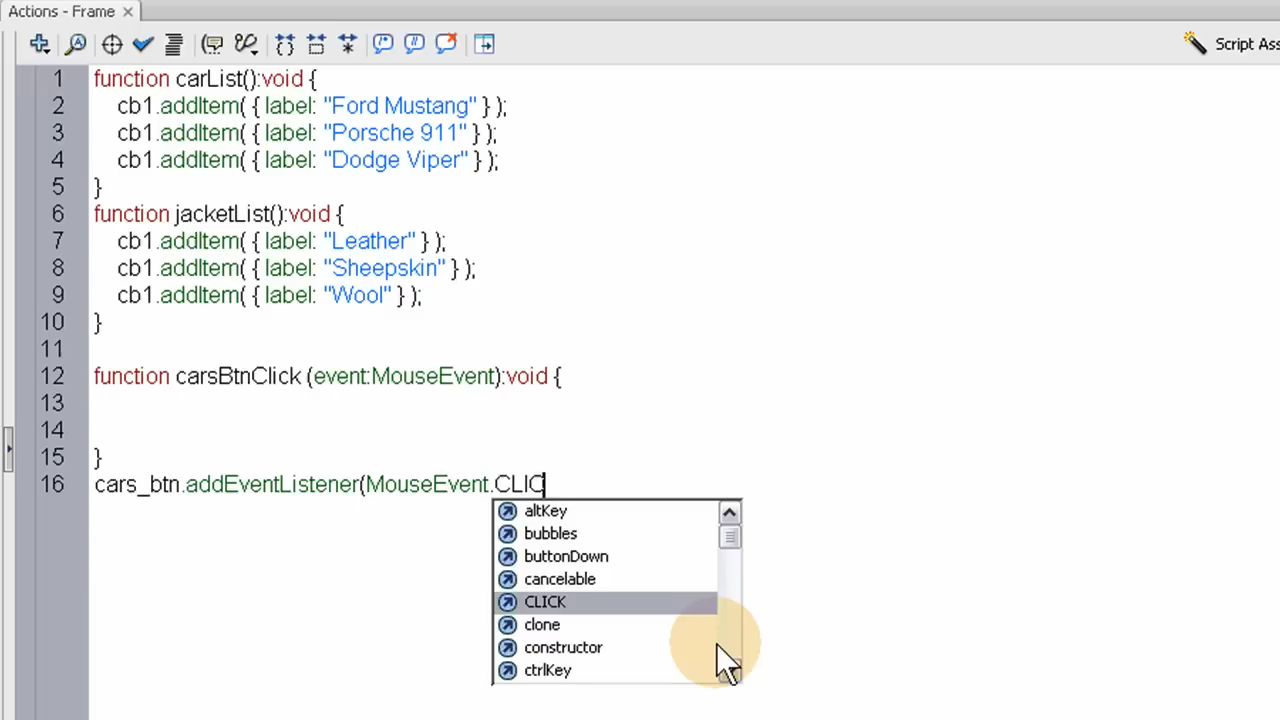 Actions - Frame
Script Ass
1 function carList():void {
2 cb1.addItem( { label: "Ford Mustang" } );
3 cb1.addItem( { label: "Porsche 911" } );
4 cb1.addItem( { label: "Dodge Viper" } );
5 }
6 function jacketList():void {
7 cb1.addItem( { label: "Leather" } );
8 cb1.addItem( { label: "Sheepskin" } );
9 cb1.addItem( { label: "Wool" } );
10 }
11
12 function carsBtnClick (event:MouseEvent):void {
13
14
15 }
16 cars_btn.addEventListener(MouseEvent.CLIC
altKey
bubbles
buttonDown
cancelable
CLICK
clone
constructor
ctrlKey